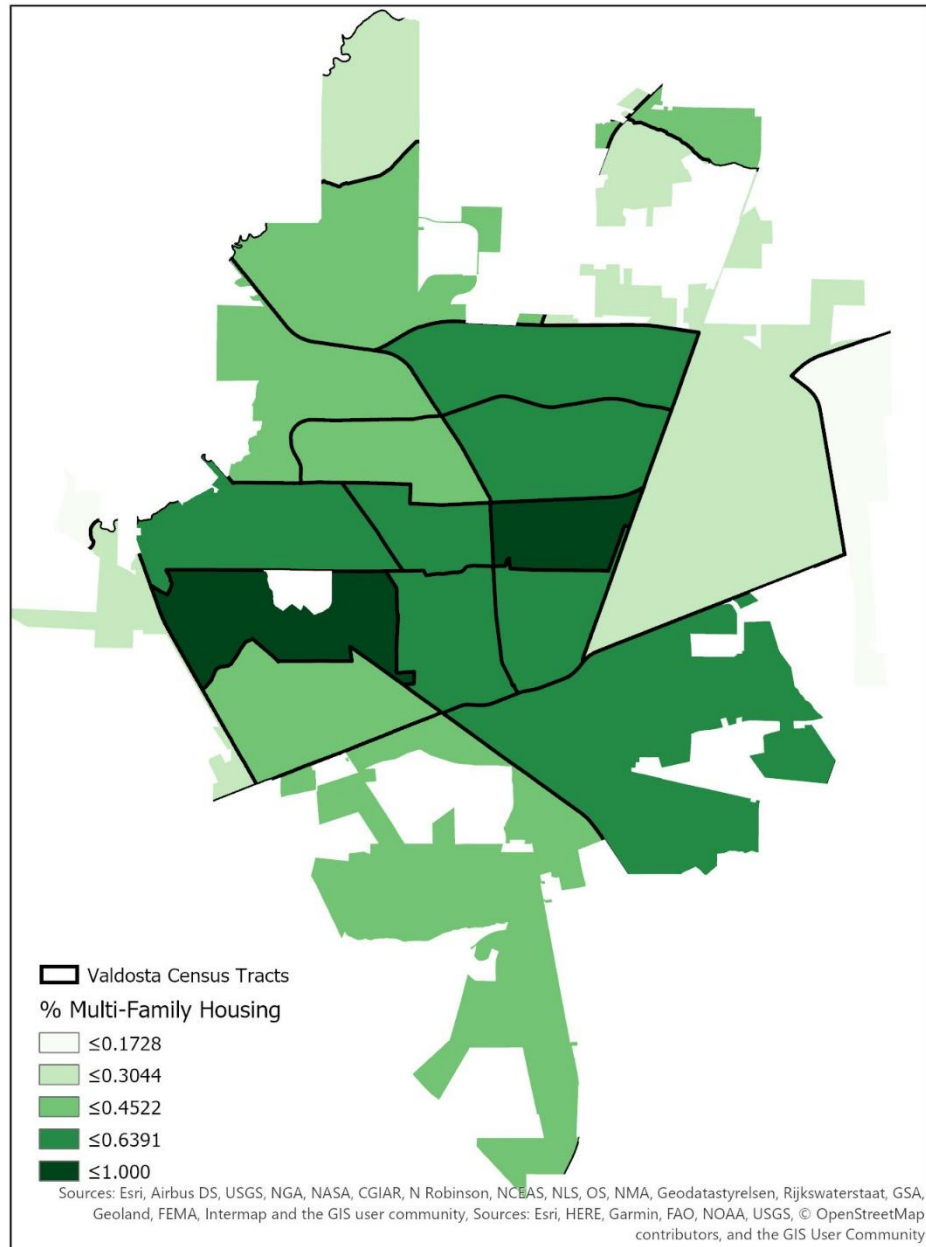 Valdosta Census Tracts
% Multi-Family Housing
≤0.1728
≤0.3044
≤0.4522
≤0.6391
≤1.000
Sources: Esri, Airbus DS, USGS, NGA, NASA, CGIAR, N Robinson, NCEAS, NLS, OS, NMA, Geodatastyrelsen, Rijkswaterstaat, GSA,
Geoland, FEMA, Intermap and the GIS user community, Sources: Esri, HERE, Garmin, FAO, NOAA, USGS, © OpenStreetMap
contributors, and the GIS User Community